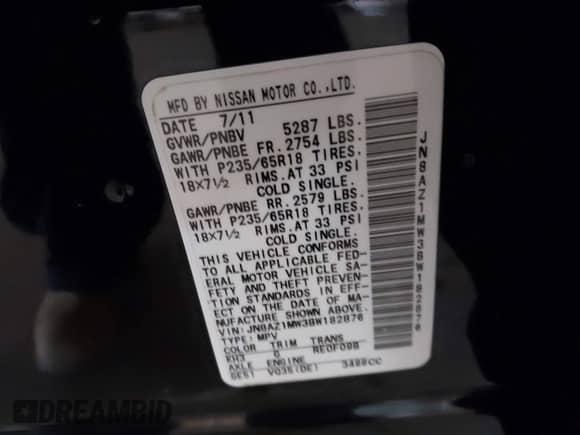 MFD BY NISSAN MOTOR CO.,LTD.
DATE 7/11
GVWR/PNBV 5287 LBS.
GAWR/PNBE FR. 2754 LBS.
WITH P235/65R18 TIRES.
18X7½ RIMS. AT 33 PSI
COLD SINGLE.
GAWR/PNBE RR. 2579 LBS.
WITH P235/65R18 TIRES.
18X7½ RIMS. AT 33 PSI
COLD SINGLE.
THIS VEHICLE CONFORMS
TO ALL APPLICABLE FED-
ERAL MOTOR VEHICLE SA-
FETY AND THEFT PREVENT-
ION STANDARDS IN EFF-
ECT ON THE DATE OF MA-
NUFACTURE SHOWN ABOVE.
VIN: JN8AZ1MW3BW182876
TYPE: MPV
COLOR TRIM TRANS
KH3 G RE0F09B
AXLE ENGINE
VQ35(DE) 3498CC
JN8AZ1MW3BW182876
DREAMBID